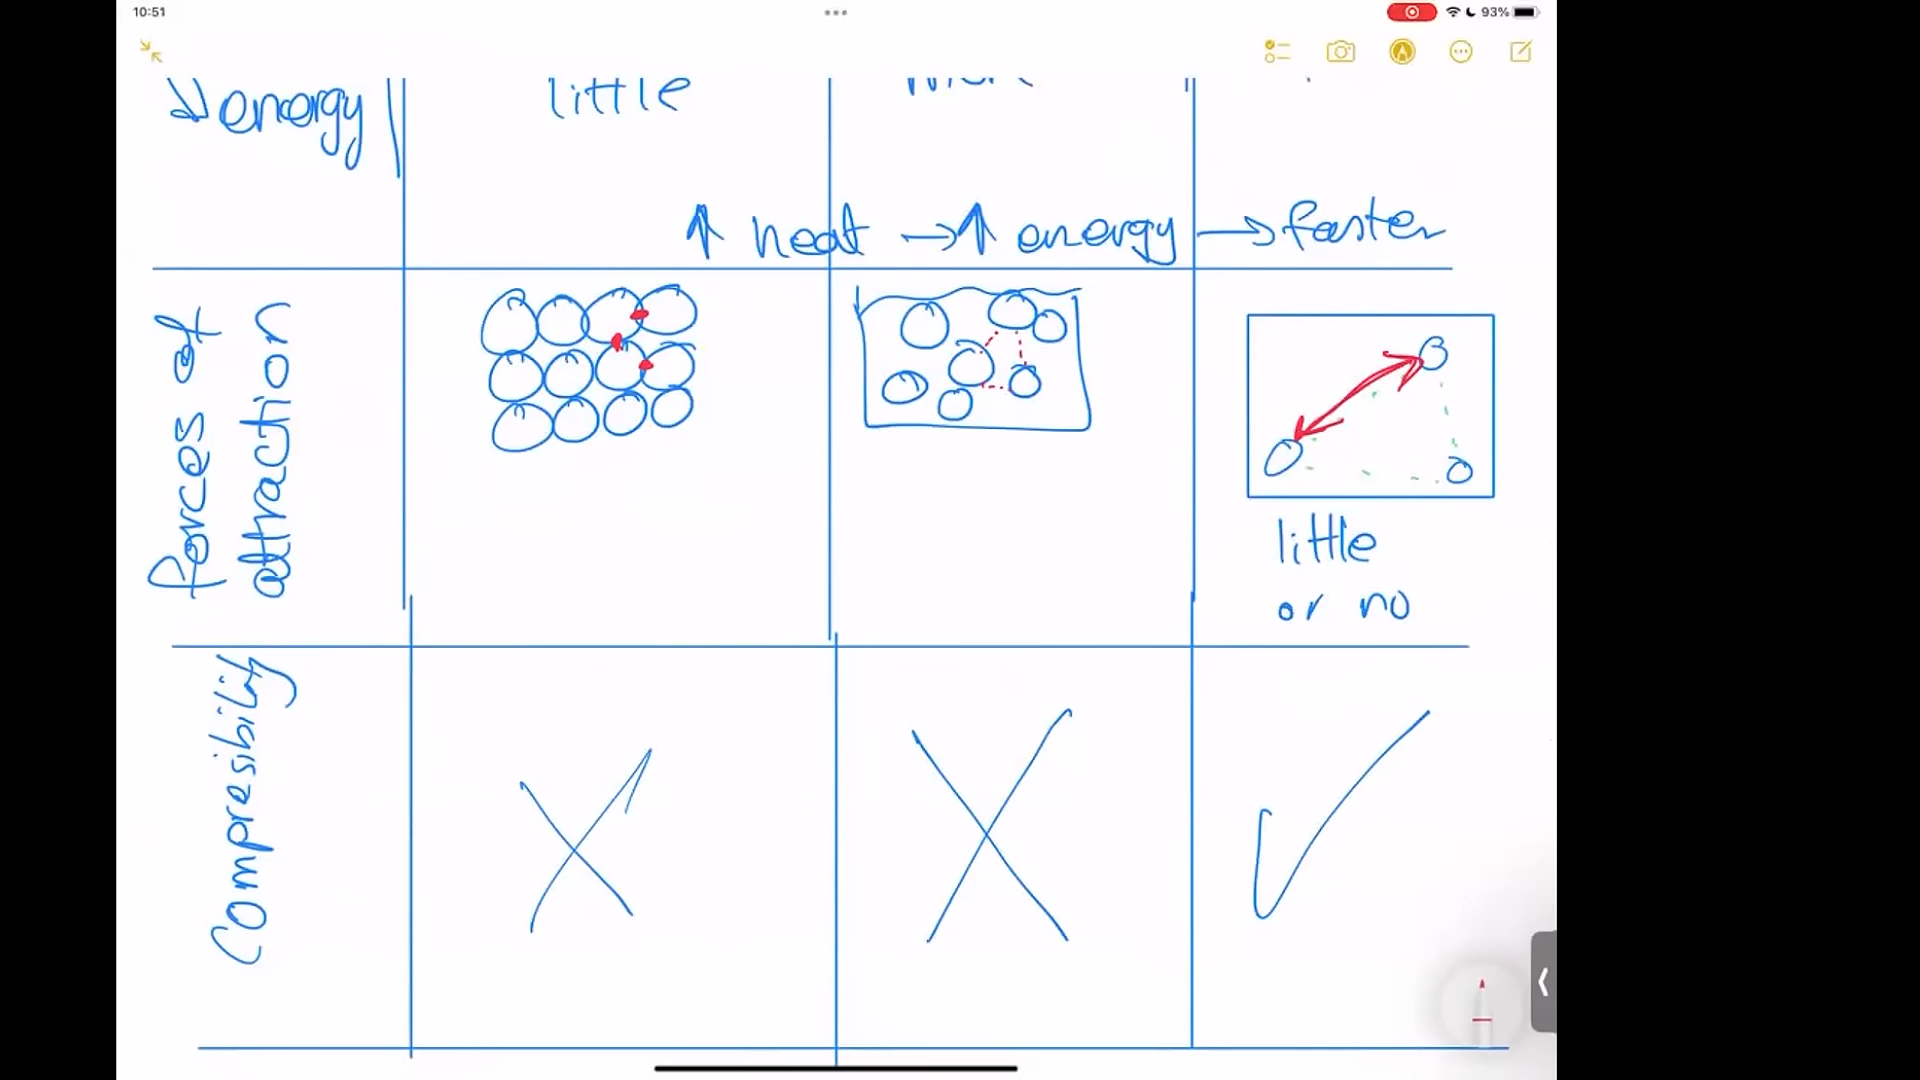 10:51
93%
energy
little
↑ heat → ↑ energy → faster
Forces of
attraction
little
or no
Compresibility